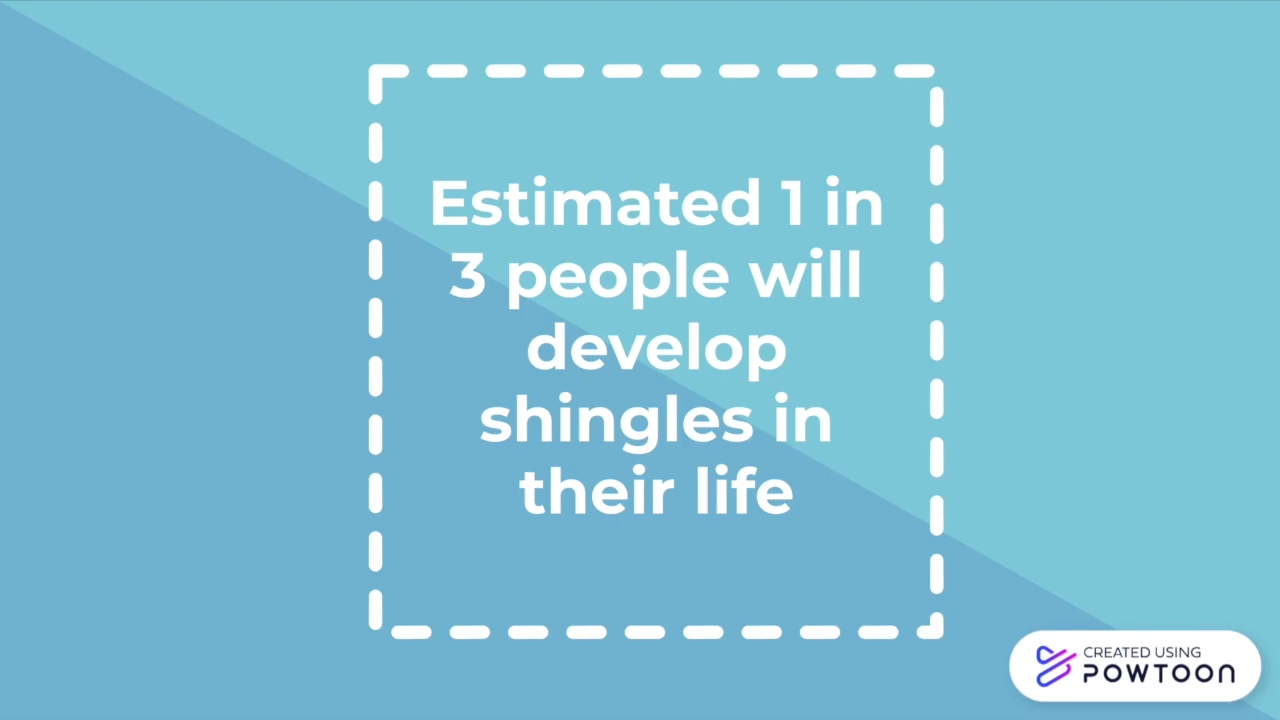 Estimated 1 in
3 people will
develop
shingles in
their life
CREATED USING
POWTOON